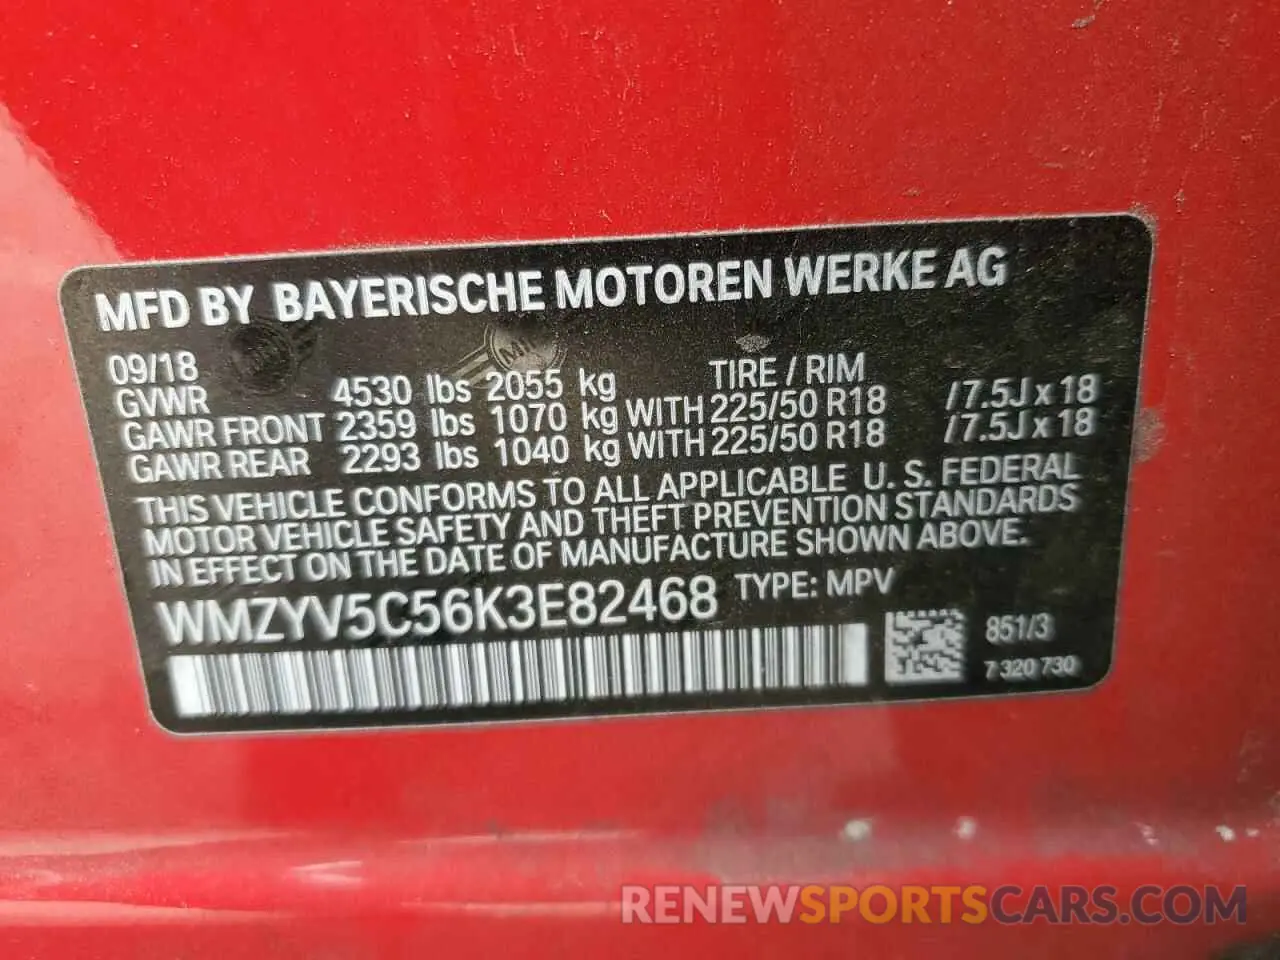 MFD BY BAYERISCHE MOTOREN WERKE AG
09/18 TIRE / RIM
GVWR 4530 lbs 2055 kg
GAWR FRONT 2359 lbs 1070 kg WITH 225/50 R18 /7.5J x 18
GAWR REAR 2293 lbs 1040 kg WITH 225/50 R18 /7.5J x 18
THIS VEHICLE CONFORMS TO ALL APPLICABLE U. S. FEDERAL
MOTOR VEHICLE SAFETY AND THEFT PREVENTION STANDARDS
IN EFFECT ON THE DATE OF MANUFACTURE SHOWN ABOVE.
WMZYV5C56K3E82468 TYPE: MPV
851/3
7 320 730
RENEWSPORTSCARS.COM